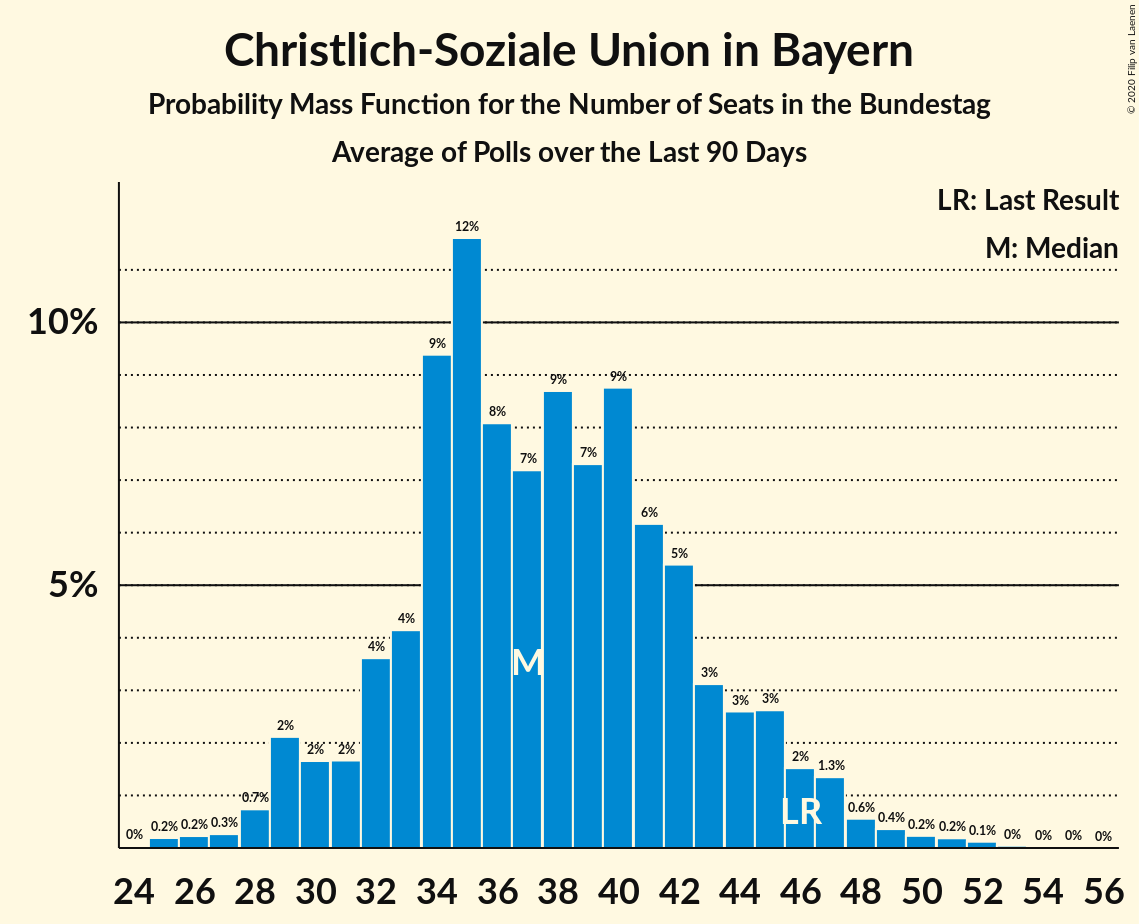 Christlich-Soziale Union in Bayern
Probability Mass Function for the Number of Seats in the Bundestag
Average of Polls over the Last 90 Days
© 2020 Filip van Laenen
LR: Last Result
M: Median
10%
5%
0% 0.2% 0.2% 0.3% 0.7% 2% 2% 2% 4% 4% 9% 12% 8% 7% 9% 7% 9% 6% 5% 3% 3% 3% 2% 1.3% 0.6% 0.4% 0.2% 0.2% 0.1% 0% 0% 0% 0%
M
LR
24 26 28 30 32 34 36 38 40 42 44 46 48 50 52 54 56